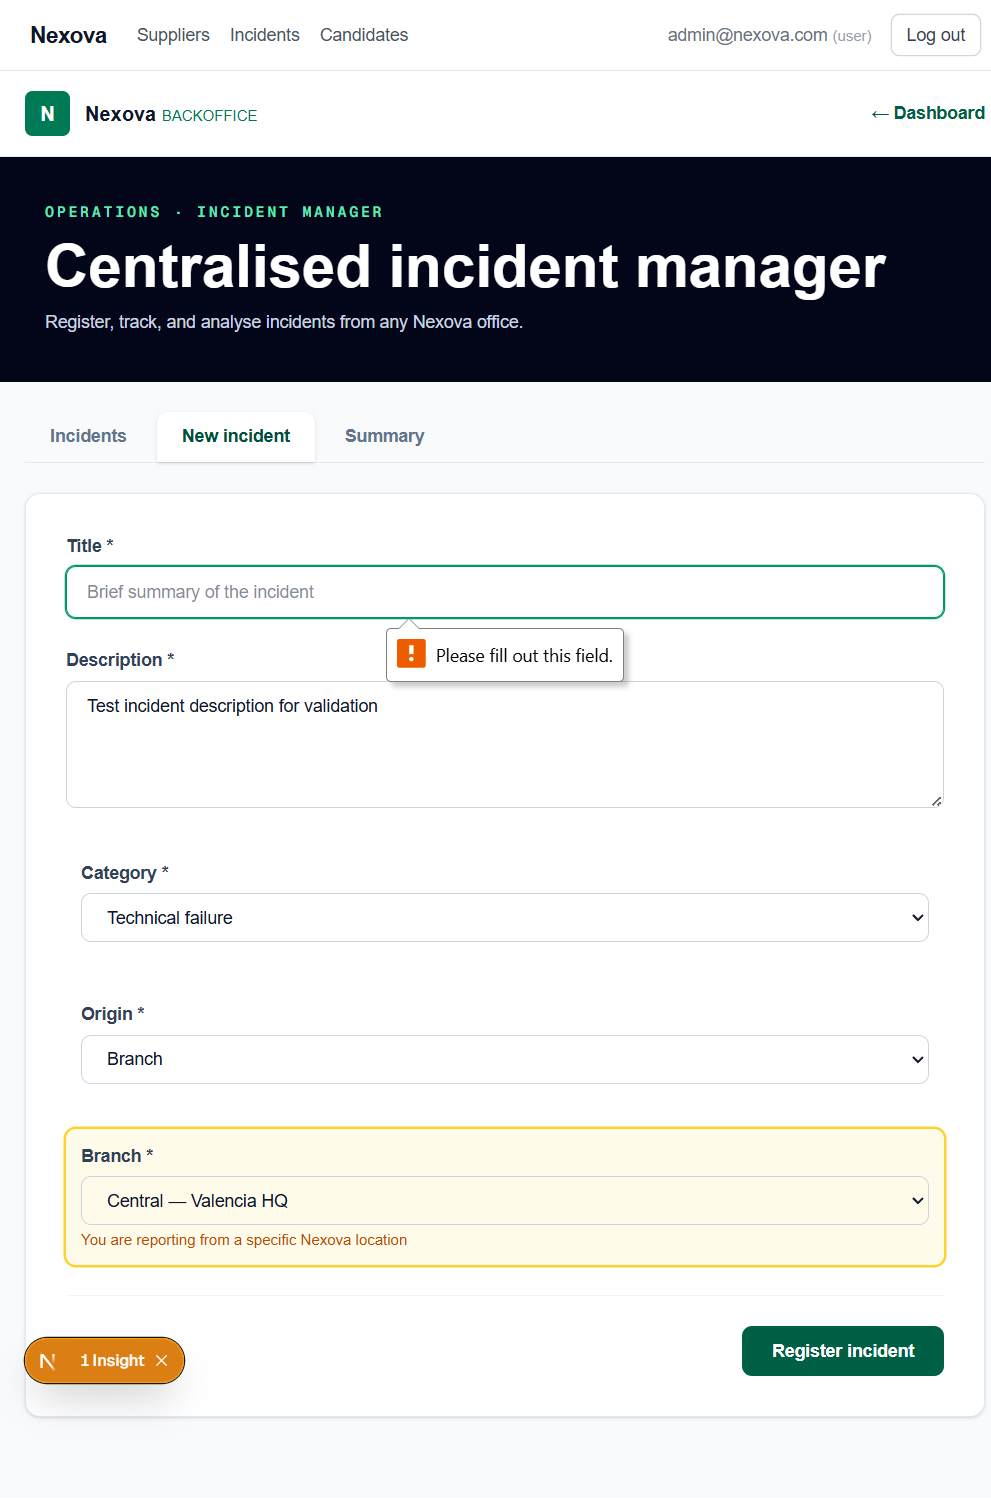 Nexova Suppliers Incidents Candidates admin@nexova.com (user) Log out
N Nexova BACKOFFICE ← Dashboard
OPERATIONS · INCIDENT MANAGER
Centralised incident manager
Register, track, and analyse incidents from any Nexova office.
Incidents New incident Summary
Title *
Brief summary of the incident
! Please fill out this field.
Description *
Test incident description for validation
Category *
Technical failure
Origin *
Branch
Branch *
Central — Valencia HQ
You are reporting from a specific Nexova location
N 1 Insight ×
Register incident